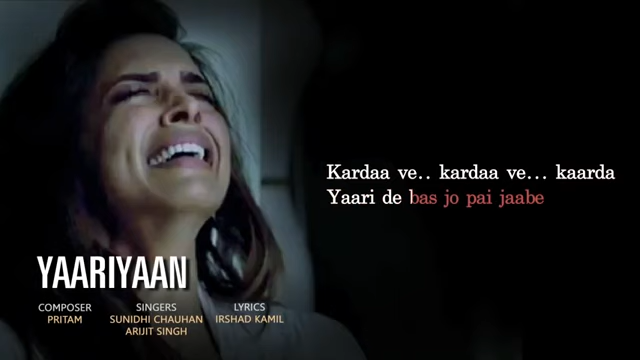 Kardaa ve.. kardaa ve... kaarda
Yaari de bas jo pai jaabe
YAARIYAAN
COMPOSER
PRITAM
SINGERS
SUNIDHI CHAUHAN
ARIJIT SINGH
LYRICS
IRSHAD KAMIL